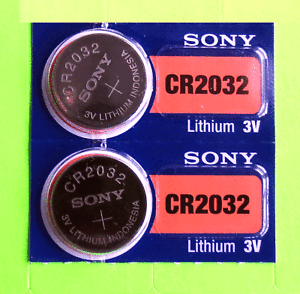 CR2032
SONY
+
3V LITHIUM INDONESIA
SONY
CR2032
Lithium 3V
CR2032
SONY
+
3V LITHIUM INDONESIA
SONY
CR2032
Lithium 3V